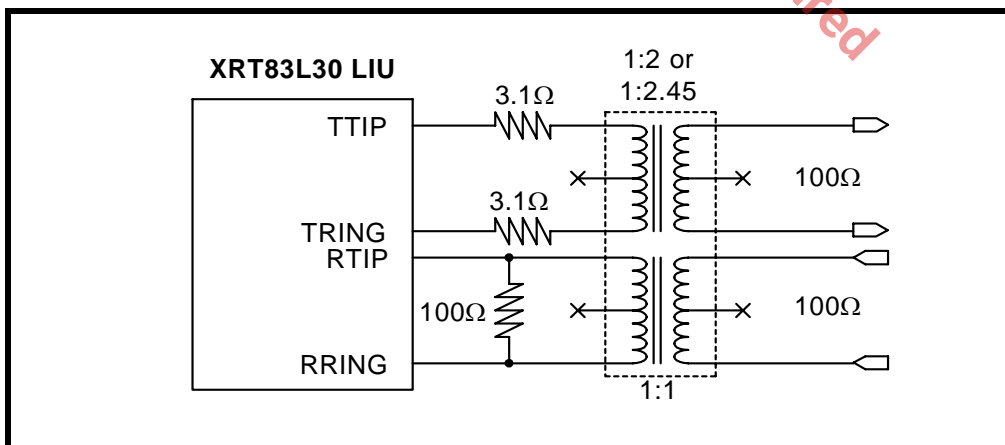 XRT83L30 LIU
1:2 or
1:2.45
3.1Ω
TTIP
100Ω
3.1Ω
TRING
RTIP
100Ω
100Ω
RRING
1:1